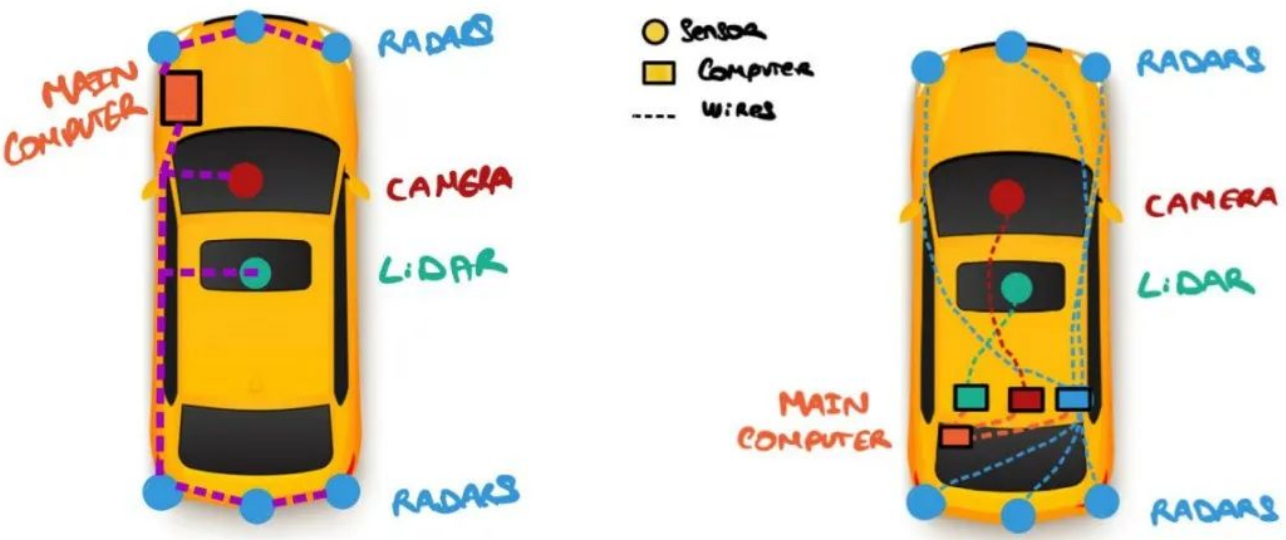 RADARS
MAIN
COMPUTER
CAMERA
LiDAR
RADARS
Sensor
Computer
Wires
RADARS
CAMERA
LiDAR
MAIN
COMPUTER
RADARS